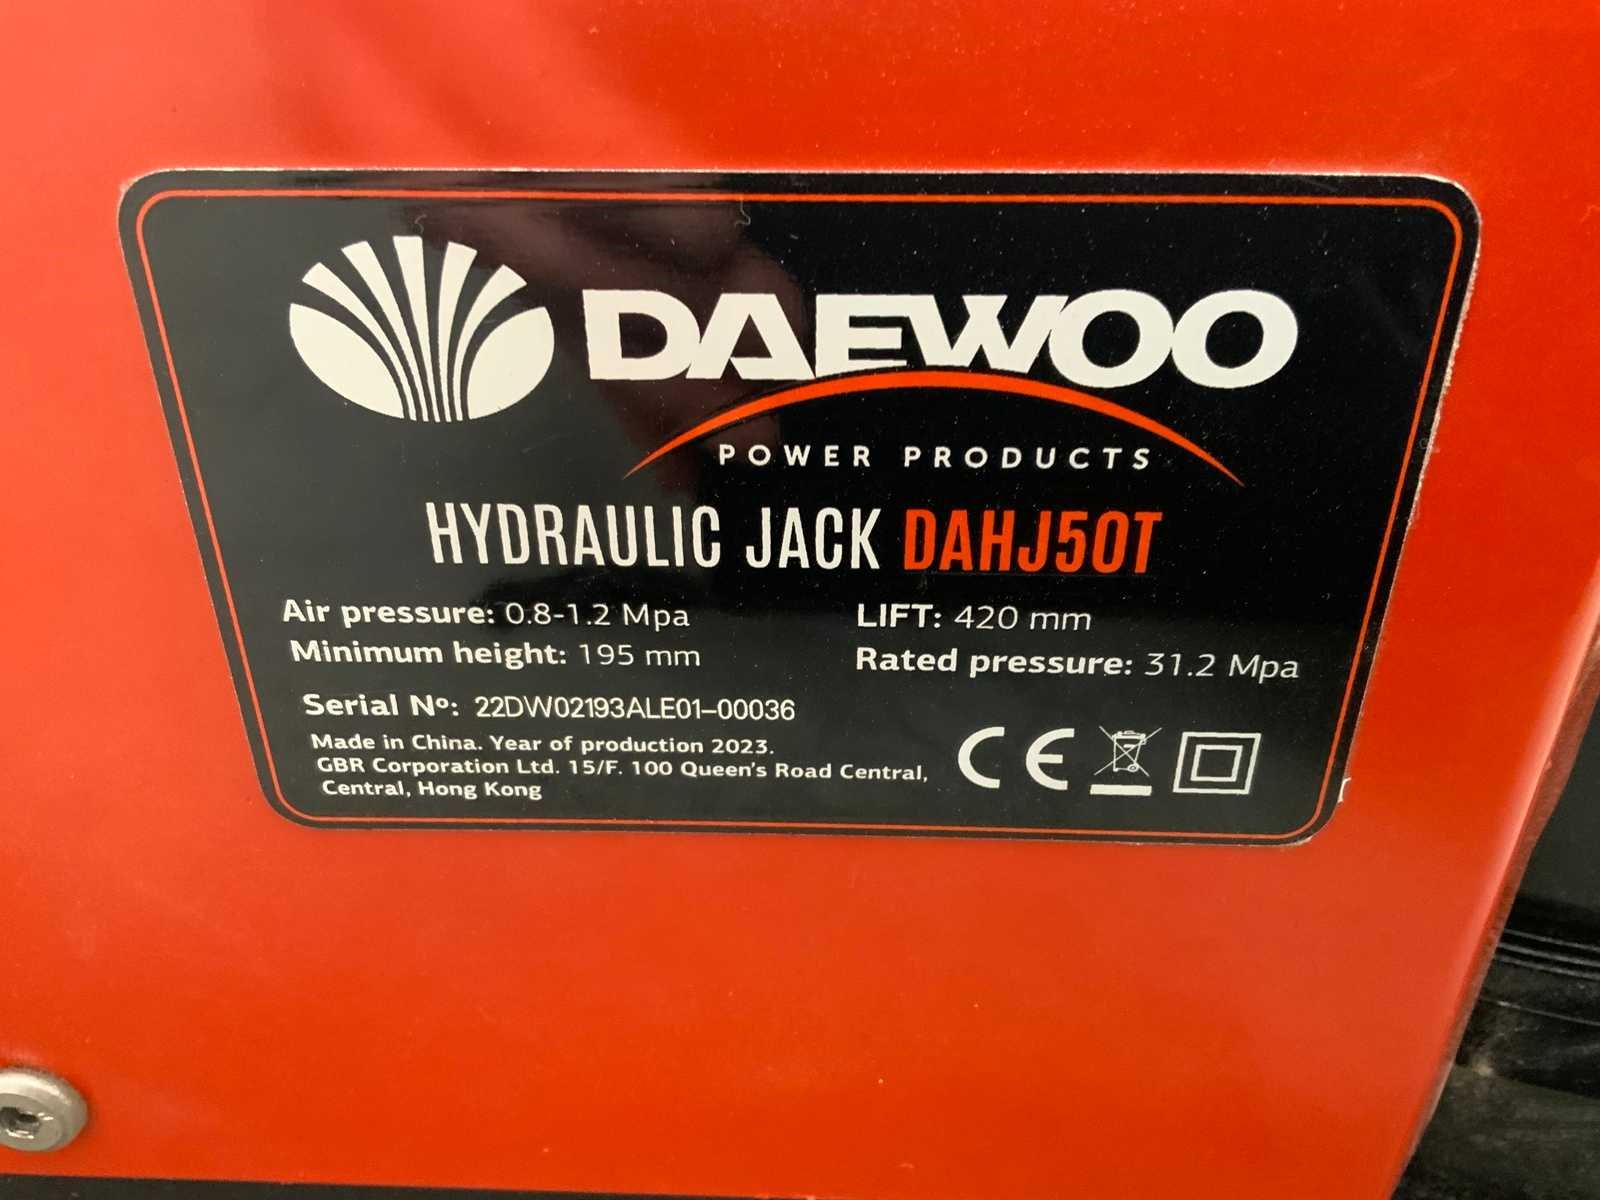 DAEWOO
POWER PRODUCTS
HYDRAULIC JACK DAHJ50T
Air pressure: 0.8-1.2 Mpa LIFT: 420 mm
Minimum height: 195 mm Rated pressure: 31.2 Mpa
Serial Nº: 22DW02193ALE01-00036
Made in China. Year of production 2023.
GBR Corporation Ltd. 15/F. 100 Queen's Road Central,
Central, Hong Kong
CE